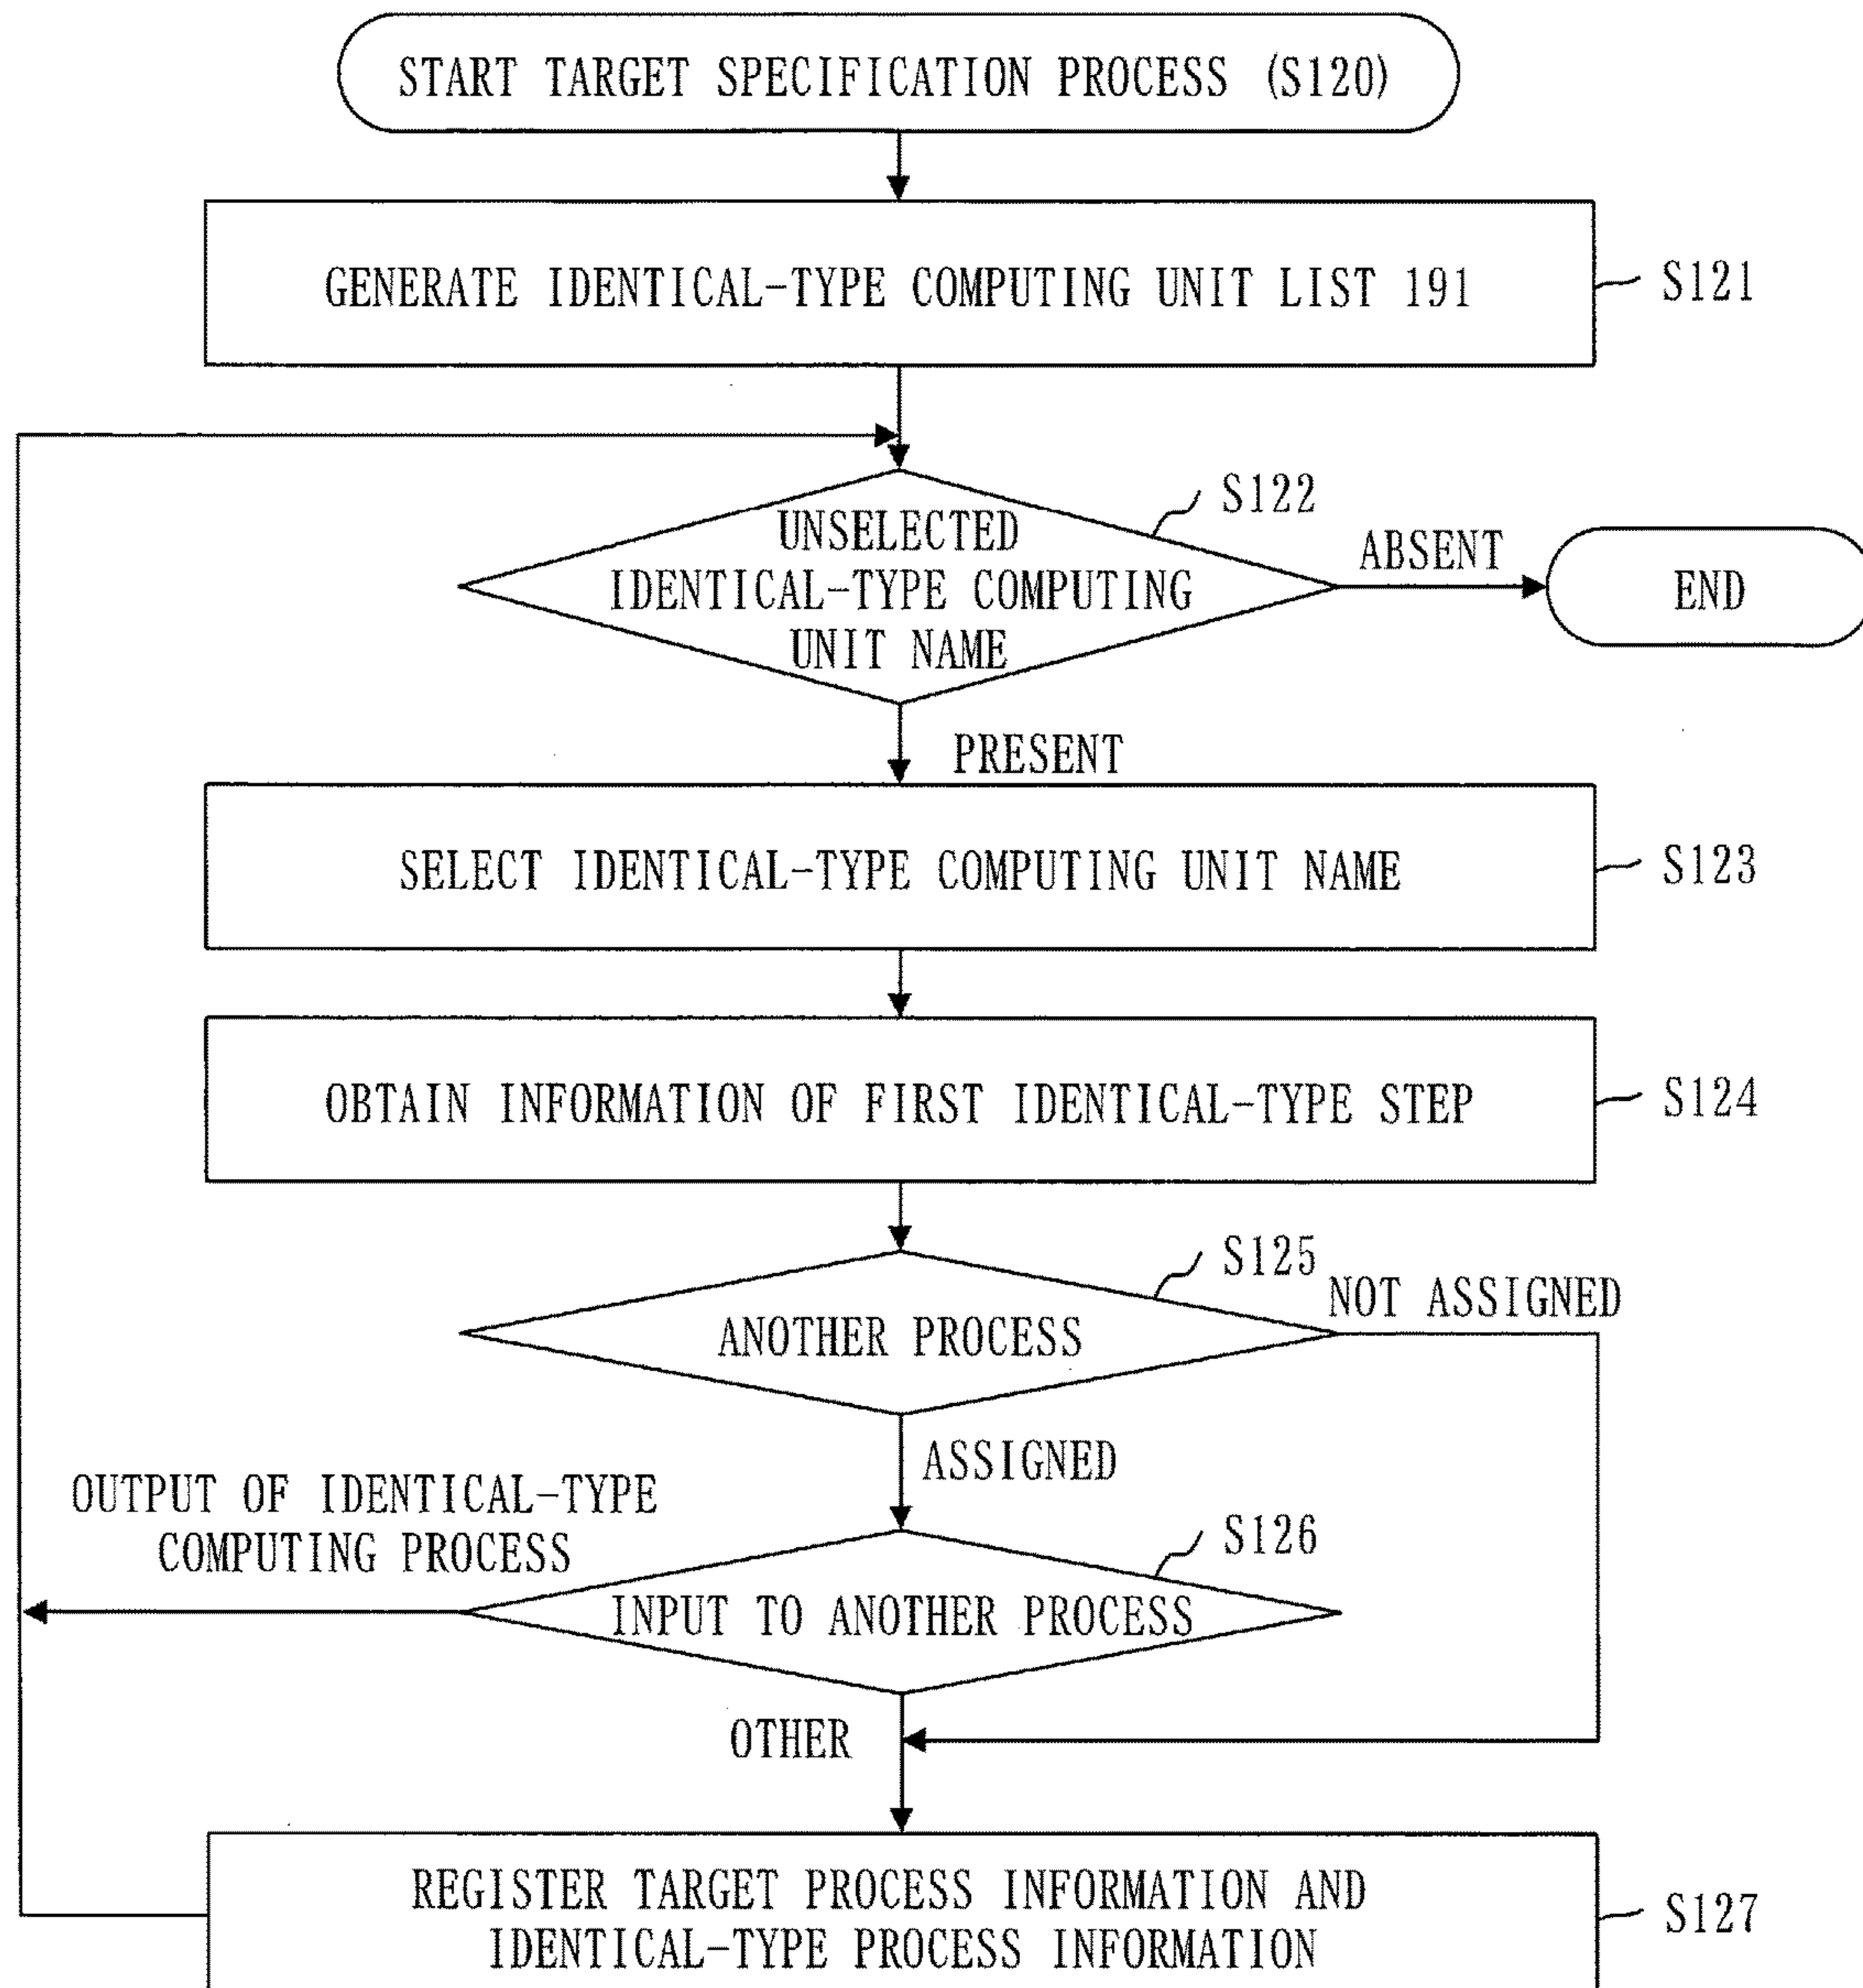 START TARGET SPECIFICATION PROCESS (S120)
GENERATE IDENTICAL-TYPE COMPUTING UNIT LIST 191
S121
S122
UNSELECTED
IDENTICAL-TYPE COMPUTING
UNIT NAME
ABSENT
END
PRESENT
SELECT IDENTICAL-TYPE COMPUTING UNIT NAME
S123
OBTAIN INFORMATION OF FIRST IDENTICAL-TYPE STEP
S124
S125
NOT ASSIGNED
ANOTHER PROCESS
ASSIGNED
OUTPUT OF IDENTICAL-TYPE
COMPUTING PROCESS
S126
INPUT TO ANOTHER PROCESS
OTHER
REGISTER TARGET PROCESS INFORMATION AND
IDENTICAL-TYPE PROCESS INFORMATION
S127